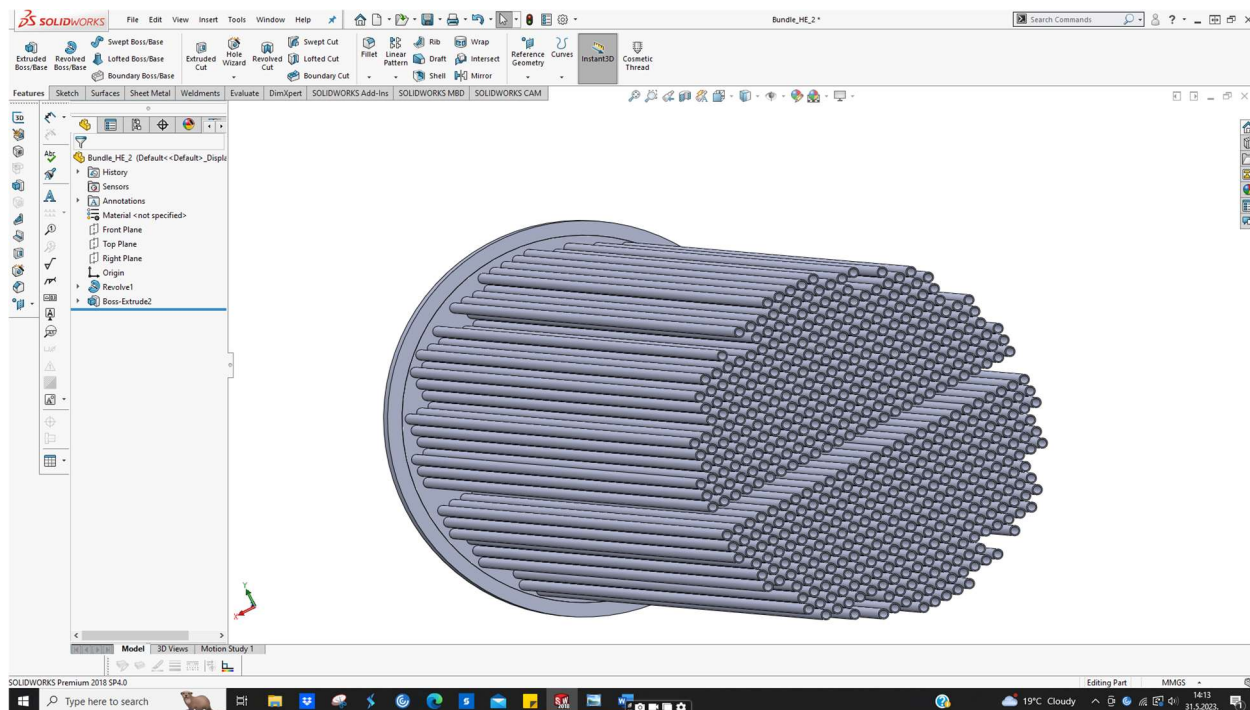 SOLIDWORKS File Edit View Insert Tools Window Help Bundle_HE_2 * Search Commands
Extruded Boss/Base
Revolved Boss/Base
Swept Boss/Base
Lofted Boss/Base
Boundary Boss/Base
Extruded Cut
Hole Wizard
Revolved Cut
Swept Cut
Lofted Cut
Boundary Cut
Fillet
Linear Pattern
Rib
Draft
Shell
Wrap
Intersect
Mirror
Reference Geometry
Curves
Instant3D
Cosmetic Thread
Features Sketch Surfaces Sheet Metal Weldments Evaluate DimXpert SOLIDWORKS Add-Ins SOLIDWORKS MBD SOLIDWORKS CAM
Bundle_HE_2 (Default<<Default>_Displa
History
Sensors
Annotations
Material <not specified>
Front Plane
Top Plane
Right Plane
Origin
Revolve1
Boss-Extrude2
Y
X
Model 3D Views Motion Study 1
SOLIDWORKS Premium 2018 SP4.0 Editing Part MMGS
Type here to search 19°C Cloudy 14:13
31.5.2023.